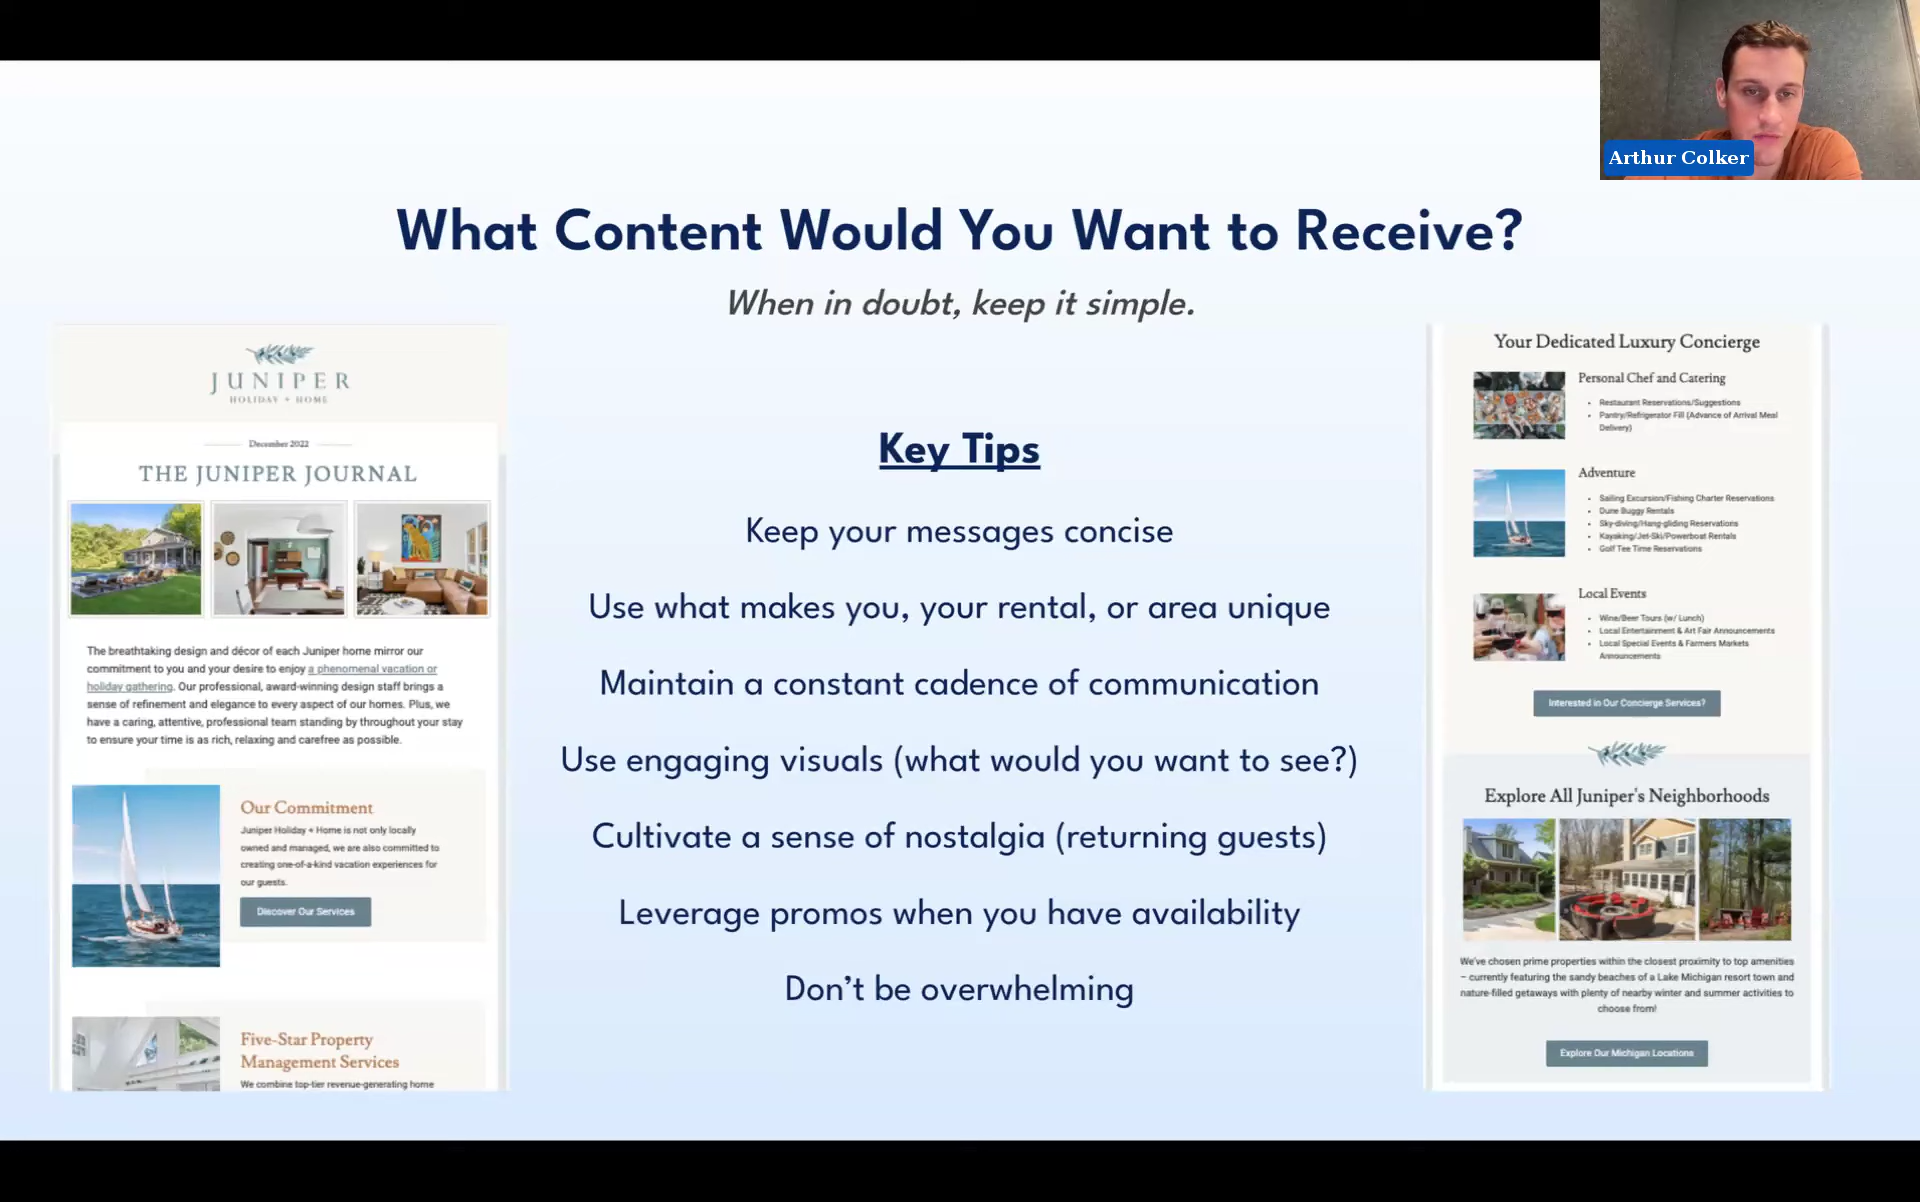 Arthur Colker
What Content Would You Want to Receive?
When in doubt, keep it simple.
JUNIPER
HOLIDAY + HOME
December 2022
THE JUNIPER JOURNAL
The breathtaking design and décor of each Juniper home mirror our
commitment to you and your desire to enjoy a phenomenal vacation or
holiday gathering. Our professional, award-winning design staff brings a
sense of refinement and elegance to every aspect of our homes. Plus, we
have a caring, attentive, professional team standing by throughout your stay
to ensure your time is as rich, relaxing and carefree as possible.
Our Commitment
Juniper Holiday + Home is not only locally
owned and managed, we are also committed to
creating one-of-a-kind vacation experiences for
our guests.
Discover Our Services
Five-Star Property
Management Services
We combine top-tier revenue-generating home
Key Tips
Keep your messages concise
Use what makes you, your rental, or area unique
Maintain a constant cadence of communication
Use engaging visuals (what would you want to see?)
Cultivate a sense of nostalgia (returning guests)
Leverage promos when you have availability
Don't be overwhelming
Your Dedicated Luxury Concierge
Personal Chef and Catering
• Restaurant Reservations/Suggestions
• Pantry/Refrigerator Fill (Advance of Arrival Meal
Delivery)
Adventure
• Sailing Excursion/Fishing Charter Reservations
• Dune Buggy Rentals
• Sky-diving/Hang-gliding Reservations
• Kayaking/Jet-Ski/Powerboat Rentals
• Golf Tee Time Reservations
Local Events
• Wine/Beer Tours (w/ Lunch)
• Local Entertainment & Art Fair Announcements
• Local Special Events & Farmers Markets
Announcements
Interested in Our Concierge Services?
Explore All Juniper's Neighborhoods
We've chosen prime properties within the closest proximity to top amenities
– currently featuring the sandy beaches of a Lake Michigan resort town and
nature-filled getaways with plenty of nearby winter and summer activities to
choose from!
Explore Our Michigan Locations